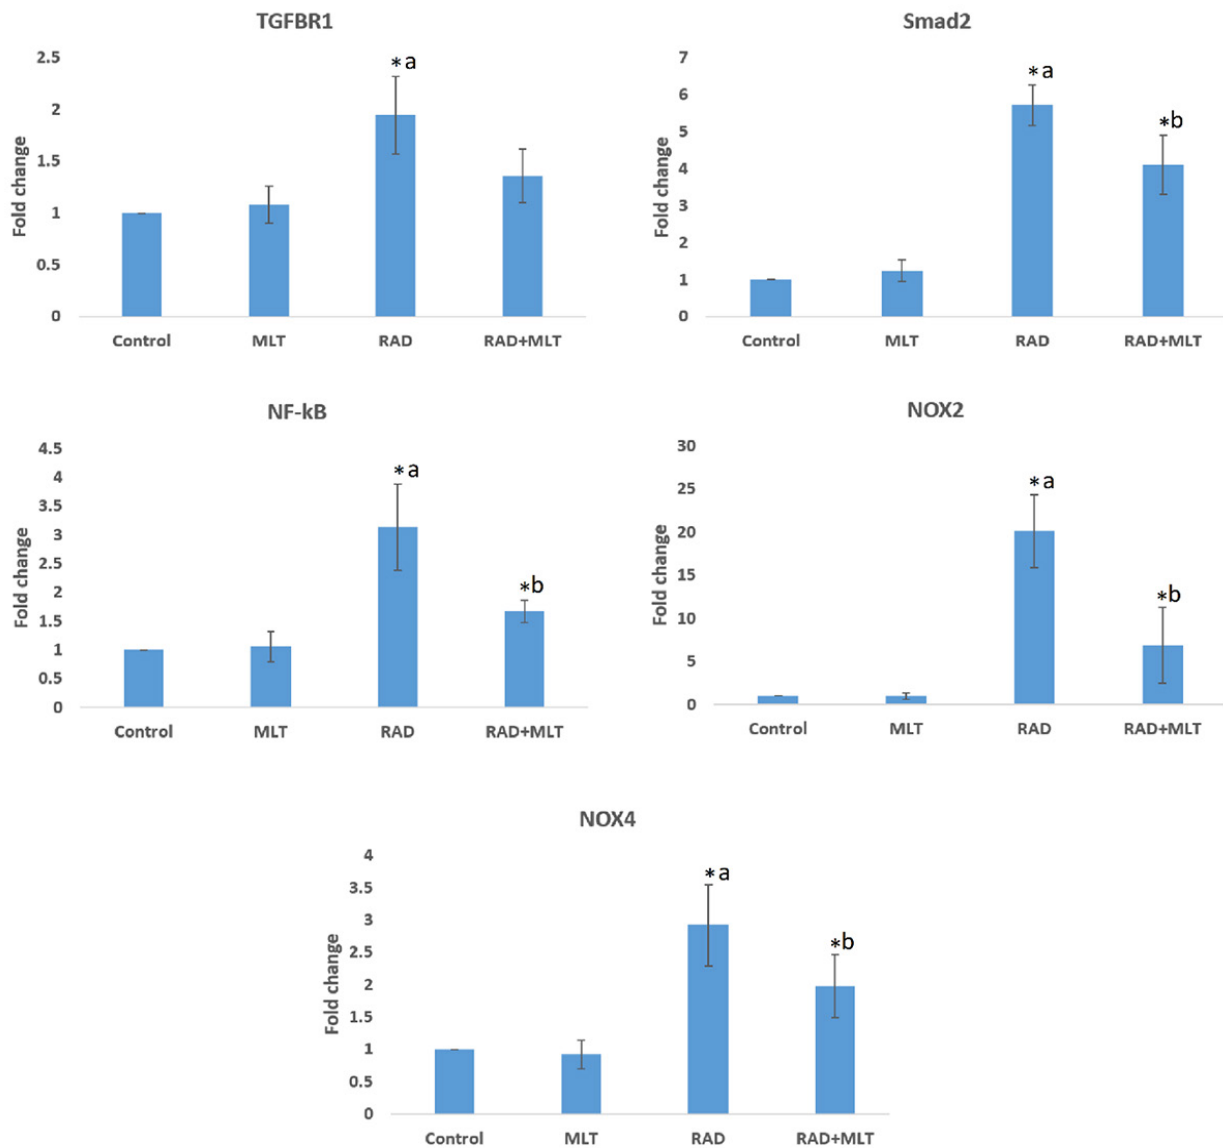 TGFBR1
Fold change
2.5
2
1.5
1
0.5
0
*a
Control MLT RAD RAD+MLT
Smad2
Fold change
7
6
5
4
3
2
1
0
*a
*b
Control MLT RAD RAD+MLT
NF-kB
Fold change
4.5
4
3.5
3
2.5
2
1.5
1
0.5
0
*a
*b
Control MLT RAD RAD+MLT
NOX2
Fold change
30
25
20
15
10
5
0
*a
*b
Control MLT RAD RAD+MLT
NOX4
Fold change
4
3.5
3
2.5
2
1.5
1
0.5
0
*a
*b
Control MLT RAD RAD+MLT